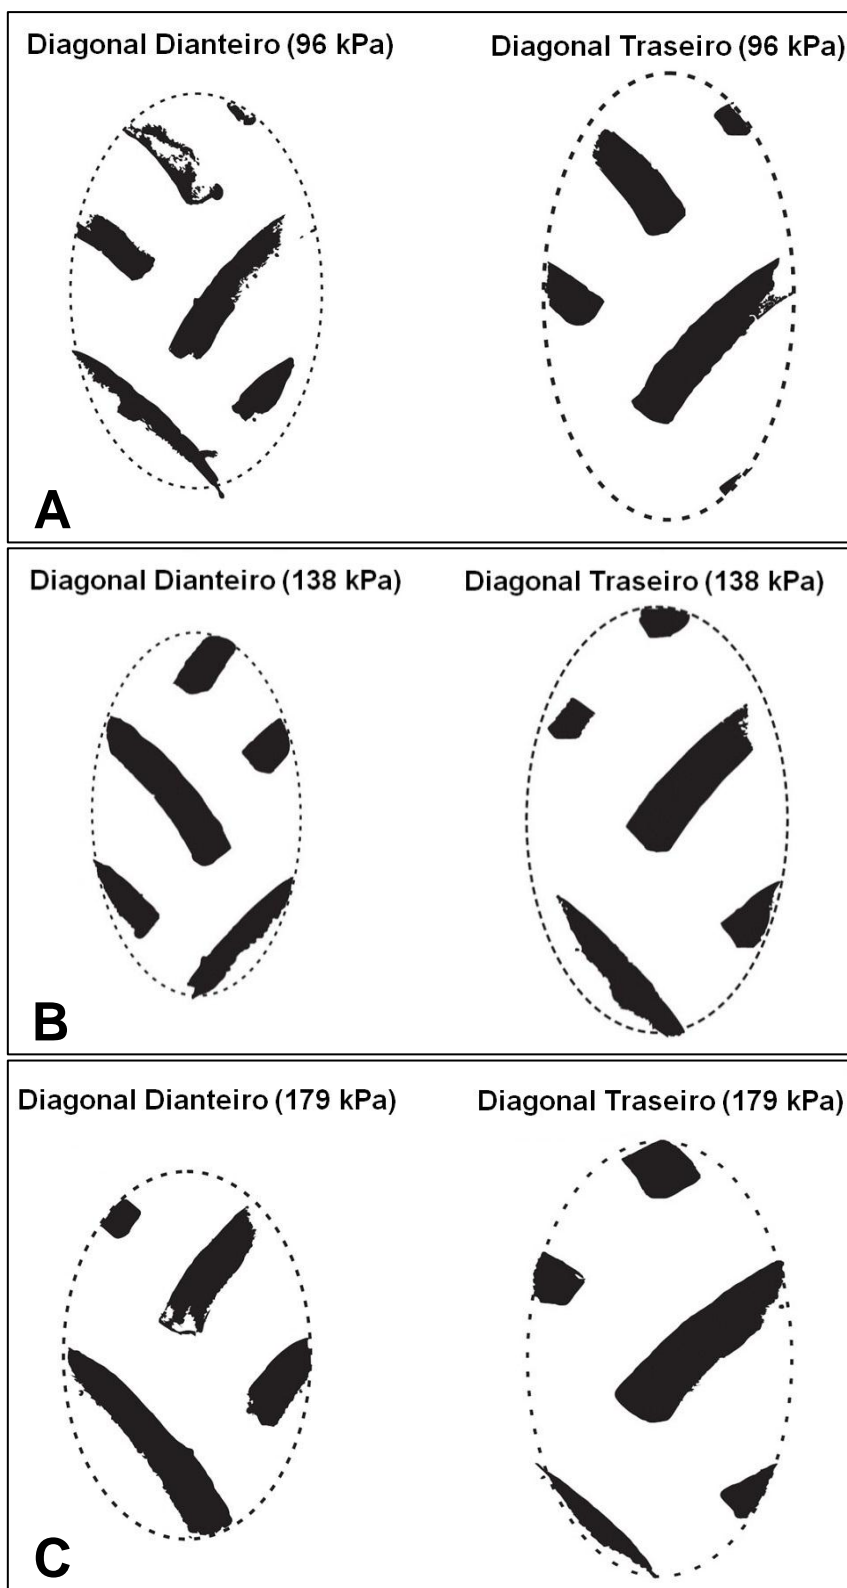 Diagonal Dianteiro (96 kPa)
Diagonal Traseiro (96 kPa)
A
Diagonal Dianteiro (138 kPa)
Diagonal Traseiro (138 kPa)
B
Diagonal Dianteiro (179 kPa)
Diagonal Traseiro (179 kPa)
C